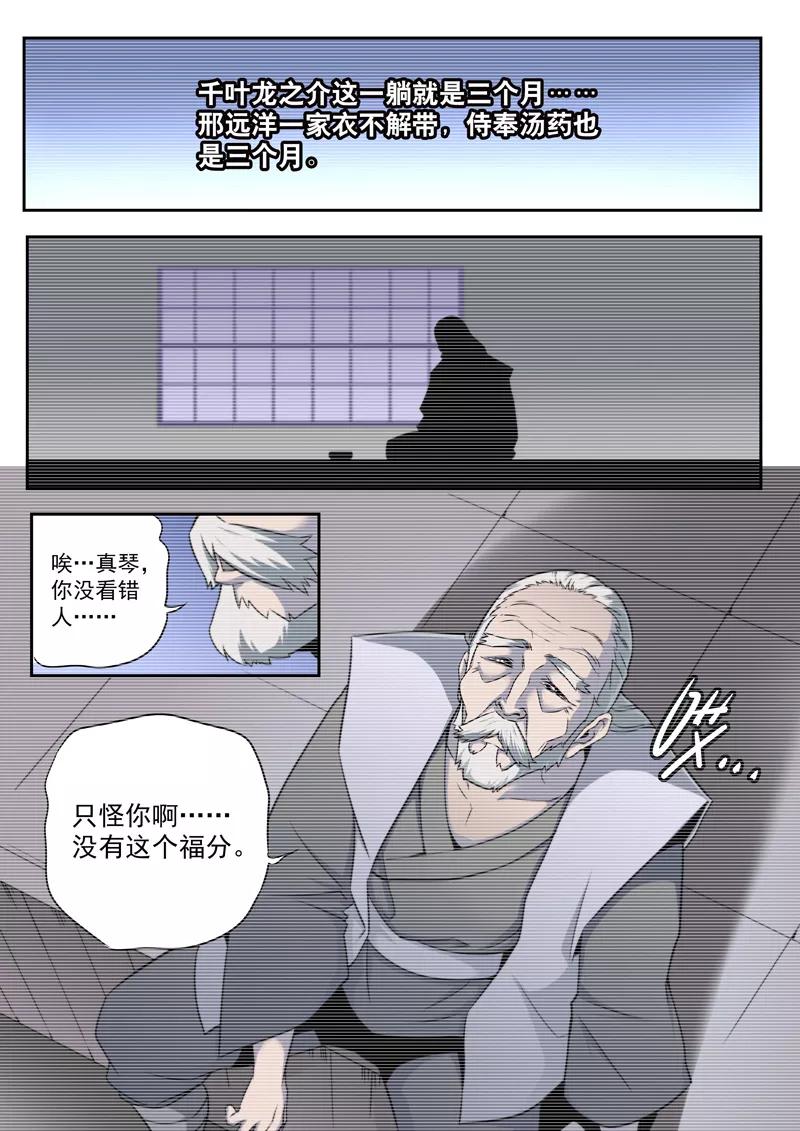 千叶龙之介这一躺就是三个月……
邢远洋一家衣不解带，侍奉汤药也
是三个月。
唉…真琴，
你没看错
人……
唉…
只怪你啊……
没有这个福分。